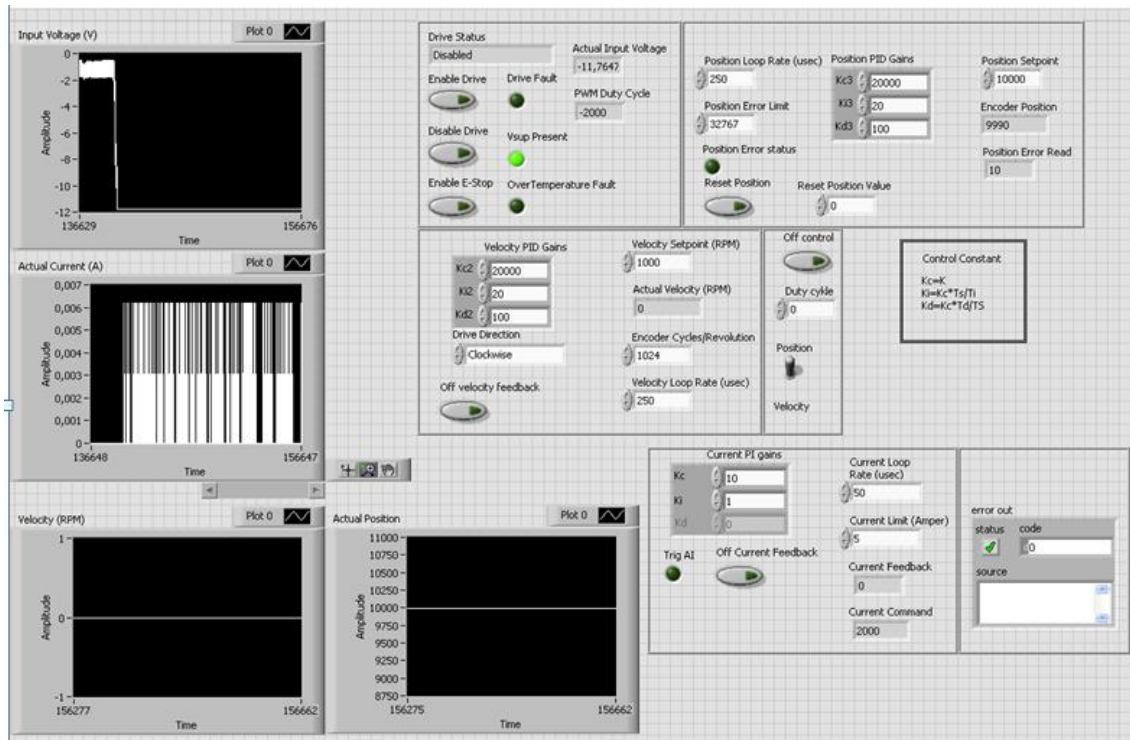 Input Voltage (V)
Plot 0
Amplitude
0
-2
-4
-6
-8
-10
-12
136629
156676
Time
Actual Current (A)
Plot 0
Amplitude
0,007
0,006
0,005
0,004
0,003
0,002
0,001
0
136648
156647
Time
Velocity (RPM)
Plot 0
Amplitude
1
0
-1
156277
156662
Time
Actual Position
Plot 0
Amplitude
11000
10750
10500
10250
10000
9750
9500
9250
9000
8750
156275
156662
Time
Drive Status
Disabled
Enable Drive
Drive Fault
Disable Drive
Vsup Present
Enable E-Stop
OverTemperature Fault
Actual Input Voltage
-11,7647
PWM Duty Cycle
-2000
Position Loop Rate (usec)
250
Position Error Limit
32767
Position Error status
Reset Position
Reset Position Value
0
Position PID Gains
Kc3 20000
Ki3 20
Kd3 100
Position Setpoint
10000
Encoder Position
9990
Position Error Read
10
Velocity PID Gains
Kc2 20000
Ki2 20
Kd2 100
Drive Direction
Clockwise
Off velocity feedback
Velocity Setpoint (RPM)
1000
Actual Velocity (RPM)
0
Encoder Cycles/Revolution
1024
Velocity Loop Rate (usec)
250
Off control
Duty cykle
0
Position
Velocity
Control Constant
Kc=K
Ki=Kc*Ts/Ti
Kd=Kc*Td/TS
Current PI gains
Kc 10
Ki 1
Kd 0
Trig AI
Off Current Feedback
Current Loop
Rate (usec)
50
Current Limit (Amper)
5
Current Feedback
0
Current Command
2000
error out
status
code
0
source